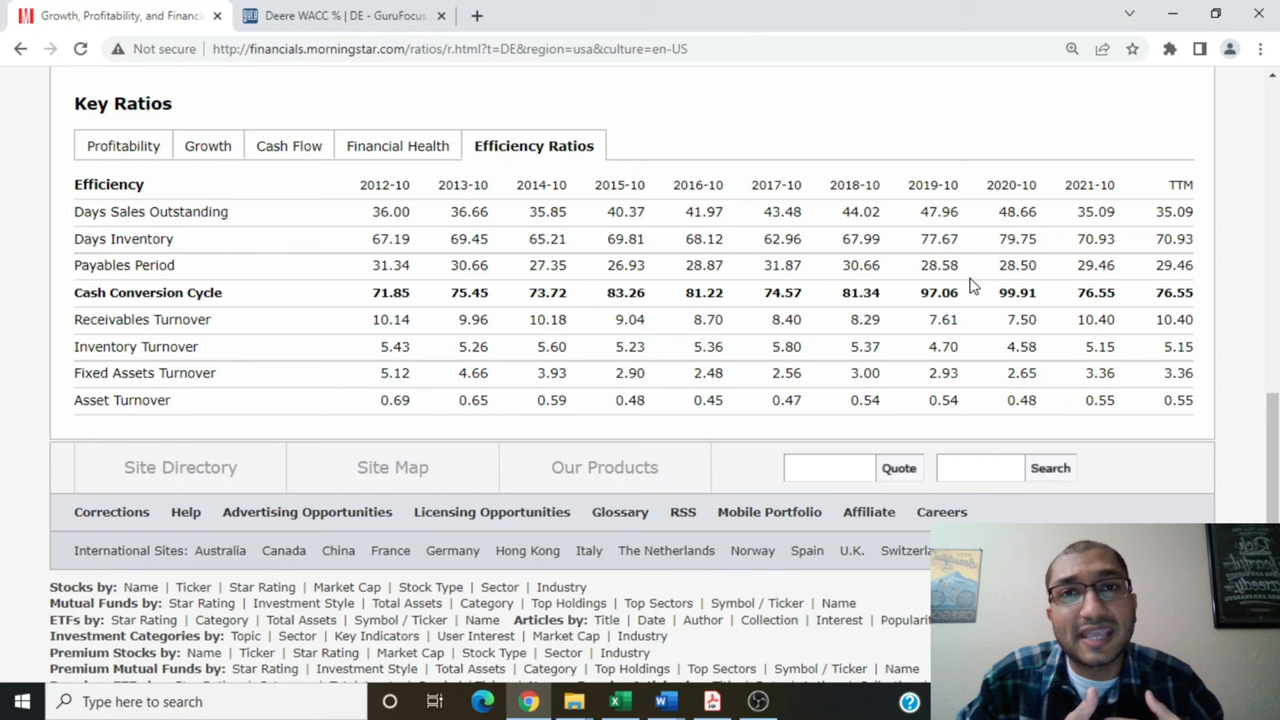 Growth, Profitability, and Financi
Deere WACC % | DE - GuruFocus
Not secure | http://financials.morningstar.com/ratios/r.html?t=DE&region=usa&culture=en-US
Key Ratios
Profitability Growth Cash Flow Financial Health Efficiency Ratios
Efficiency 2012-10 2013-10 2014-10 2015-10 2016-10 2017-10 2018-10 2019-10 2020-10 2021-10 TTM
Days Sales Outstanding 36.00 36.66 35.85 40.37 41.97 43.48 44.02 47.96 48.66 35.09 35.09
Days Inventory 67.19 69.45 65.21 69.81 68.12 62.96 67.99 77.67 79.75 70.93 70.93
Payables Period 31.34 30.66 27.35 26.93 28.87 31.87 30.66 28.58 28.50 29.46 29.46
Cash Conversion Cycle 71.85 75.45 73.72 83.26 81.22 74.57 81.34 97.06 99.91 76.55 76.55
Receivables Turnover 10.14 9.96 10.18 9.04 8.70 8.40 8.29 7.61 7.50 10.40 10.40
Inventory Turnover 5.43 5.26 5.60 5.23 5.36 5.80 5.37 4.70 4.58 5.15 5.15
Fixed Assets Turnover 5.12 4.66 3.93 2.90 2.48 2.56 3.00 2.93 2.65 3.36 3.36
Asset Turnover 0.69 0.65 0.59 0.48 0.45 0.47 0.54 0.54 0.48 0.55 0.55
Site Directory Site Map Our Products Quote Search
Corrections Help Advertising Opportunities Licensing Opportunities Glossary RSS Mobile Portfolio Affiliate Careers
International Sites: Australia Canada China France Germany Hong Kong Italy The Netherlands Norway Spain U.K. Switzerla
Stocks by: Name | Ticker | Star Rating | Market Cap | Stock Type | Sector | Industry
Mutual Funds by: Star Rating | Investment Style | Total Assets | Category | Top Holdings | Top Sectors | Symbol / Ticker | Name
ETFs by: Star Rating | Category | Total Assets | Symbol / Ticker | Name Articles by: Title | Date | Author | Collection | Interest | Popularit
Investment Categories by: Topic | Sector | Key Indicators | User Interest | Market Cap | Industry
Premium Stocks by: Name | Ticker | Star Rating | Market Cap | Stock Type | Sector | Industry
Premium Mutual Funds by: Star Rating | Investment Style | Total Assets | Category | Top Holdings | Top Sectors | Symbol / Ticker | Name
Type here to search